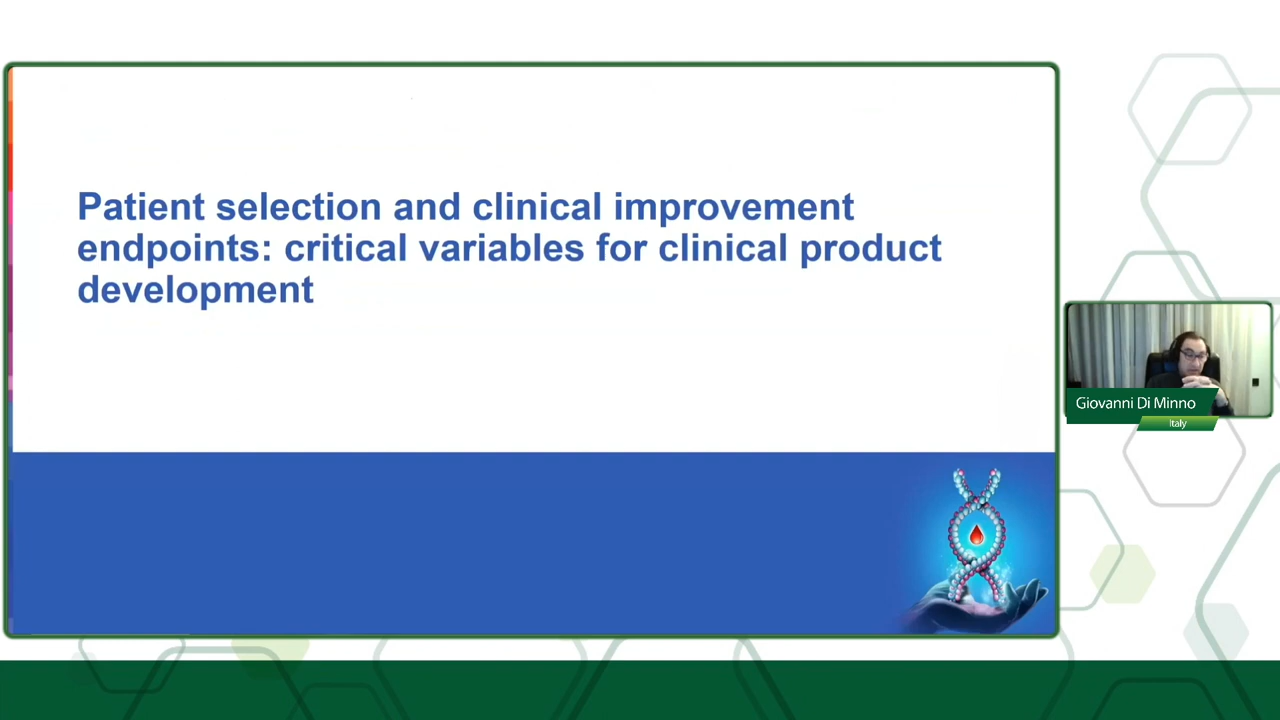 Patient selection and clinical improvement
endpoints: critical variables for clinical product
development
Giovanni Di Minno
Italy